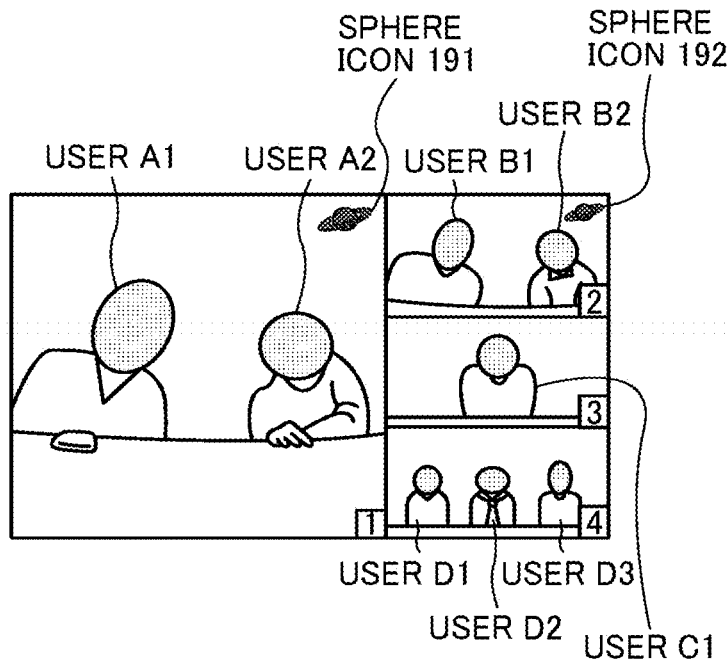 SPHERE
ICON 191
SPHERE
ICON 192
USER B2
USER A1
USER A2
USER B1
2
3
1
4
USER D1
USER D3
USER D2
USER C1